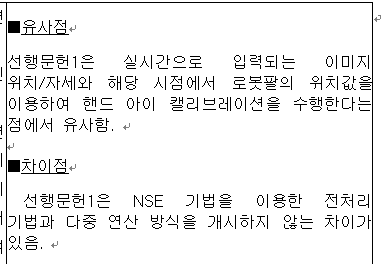 ■유사점
선행문헌1은 실시간으로 입력되는 이미지
위치/자세와 해당 시점에서 로봇팔의 위치값을
이용하여 핸드 아이 캘리브레이션을 수행한다는
점에서 유사함.
■차이점
선행문헌1은 NSE 기법을 이용한 전처리
기법과 다중 연산 방식을 개시하지 않는 차이가
있음.